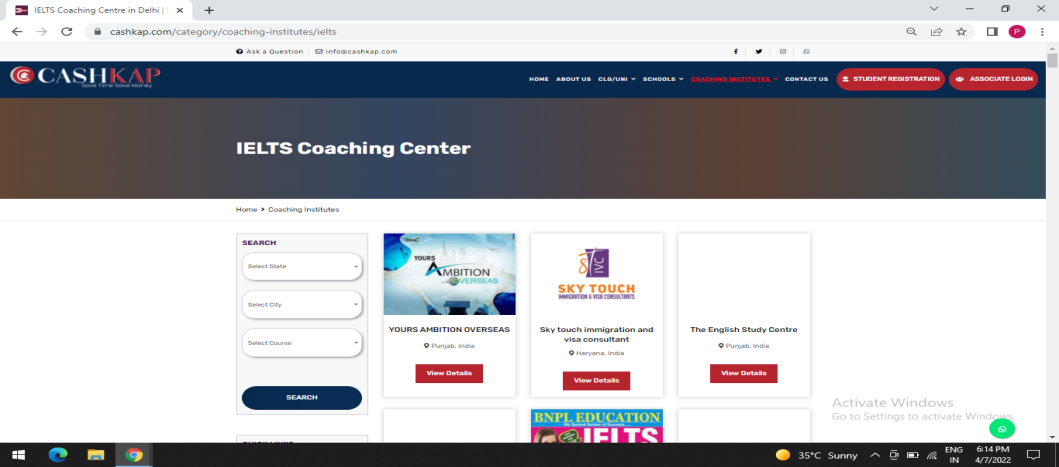 IELTS Coaching Centre in Delhi |
cashkap.com/category/coaching-institutes/ielts
P
Ask a Question
info@cashkap.com
CASHKAP
Save Time Save Money
HOME ABOUT US CLG/UNI SCHOOLS COACHING INSTITUTES CONTACT US
STUDENT REGISTRATION
ASSOCIATE LOGIN
IELTS Coaching Center
Home > Coaching Institutes
SEARCH
Select State
Select City
Select Course
SEARCH
YOURS
AMBITION
OVERSEAS
YOURS AMBITION OVERSEAS
Punjab, India
View Details
IVC
SKY TOUCH
IMMIGRATION & VISA CONSULTANTS
Sky touch immigration and
visa consultant
Haryana, India
View Details
The English Study Centre
Punjab, India
View Details
BNPL EDUCATION
IELTS
Activate Windows
Go to Settings to activate Windows.
35°C Sunny
ENG
IN
6:14 PM
4/7/2022